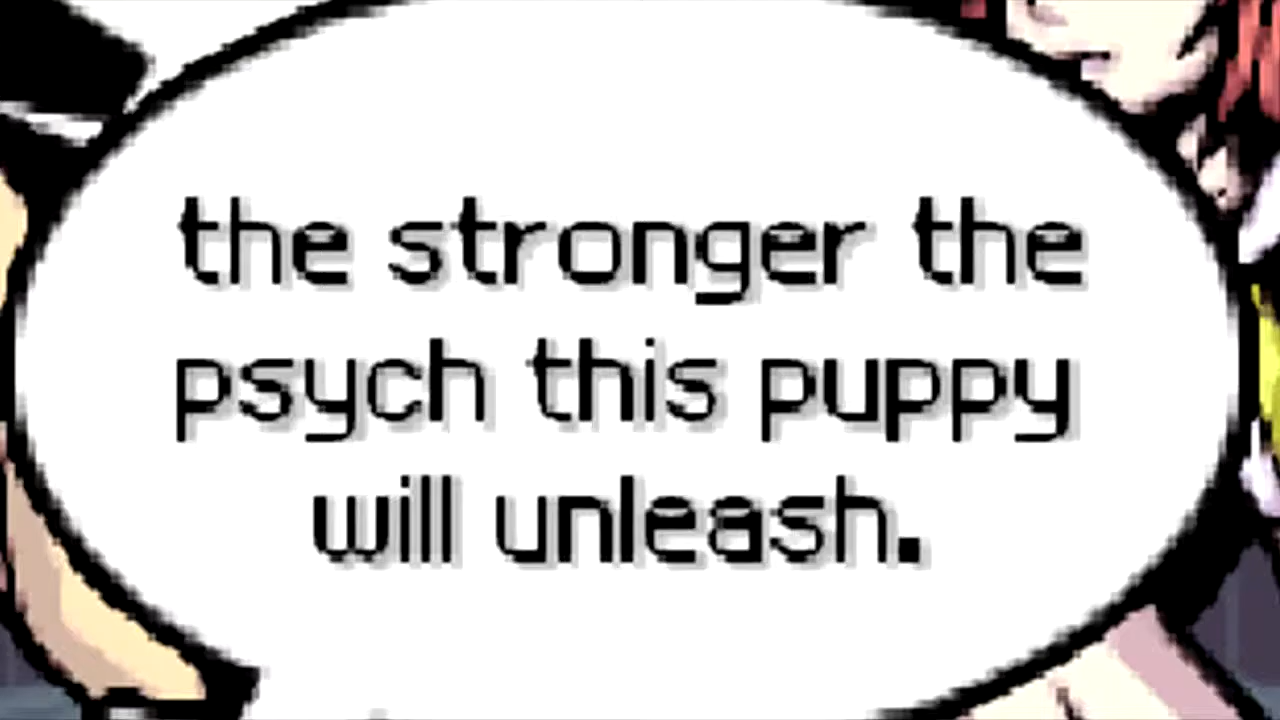 the stronger the
psych this puppy
will unleash.